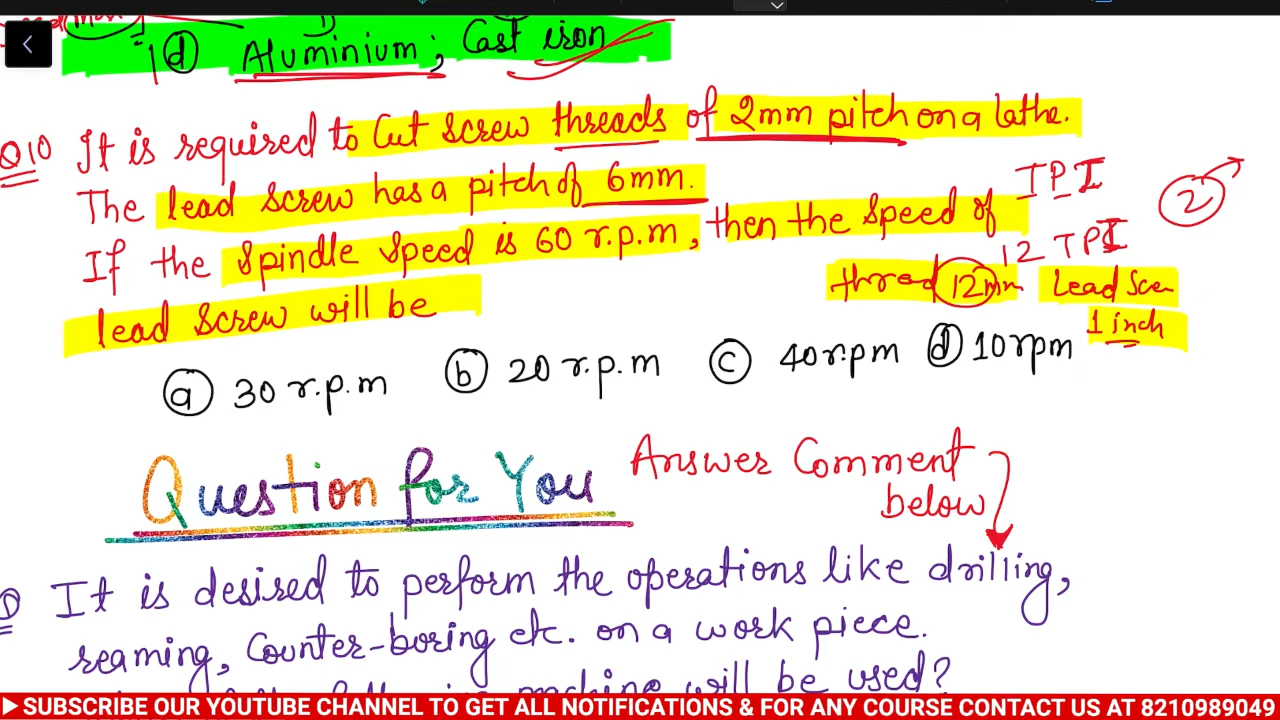 d Aluminium ; Cast iron
Q10 It is required to Cut Screw threads of 2mm pitch on a lathe.
The lead Screw has a pitch of 6mm.
If the Spindle Speed is 60 r.p.m, then the Speed of
lead Screw will be
TPI
12 TPI
thread 12mm Lead Scre
1 inch
2
a 30 r.p.m b 20 r.p.m c 40r.pm d 10rpm
Question for You
Answer Comment
below
It is desired to perform the operations like drilling,
reaming, Counter-boring etc. on a work piece.
machine will be used?
SUBSCRIBE OUR YOUTUBE CHANNEL TO GET ALL NOTIFICATIONS & FOR ANY COURSE CONTACT US AT 8210989049